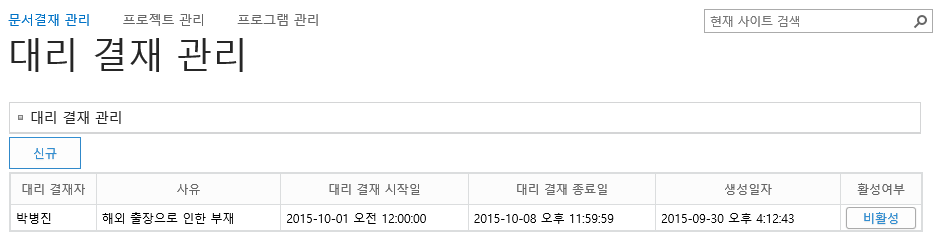 문서결재 관리 프로젝트 관리 프로그램 관리 현재 사이트 검색
대리 결재 관리
대리 결재 관리
신규
대리 결재자 사유 대리 결재 시작일 대리 결재 종료일 생성일자 활성여부
박병진 해외 출장으로 인한 부재 2015-10-01 오전 12:00:00 2015-10-08 오후 11:59:59 2015-09-30 오후 4:12:43 비활성